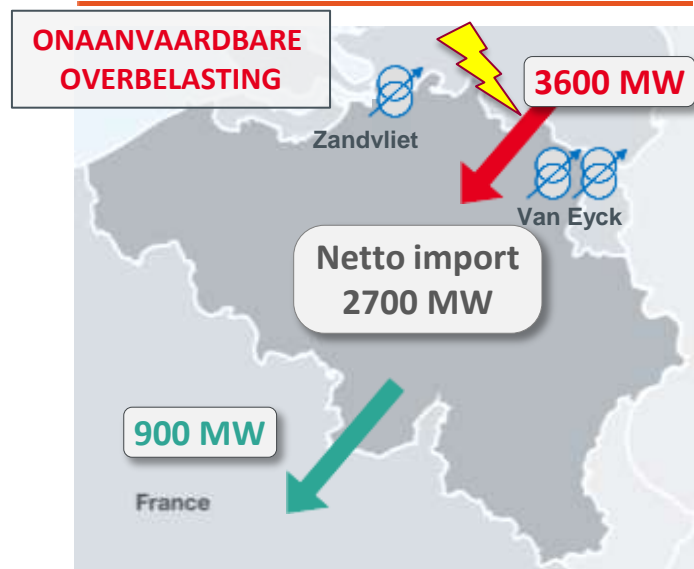 ONAANVAARDBARE
OVERBELASTING
3600 MW
Zandvliet
Van Eyck
Netto import
2700 MW
900 MW
France